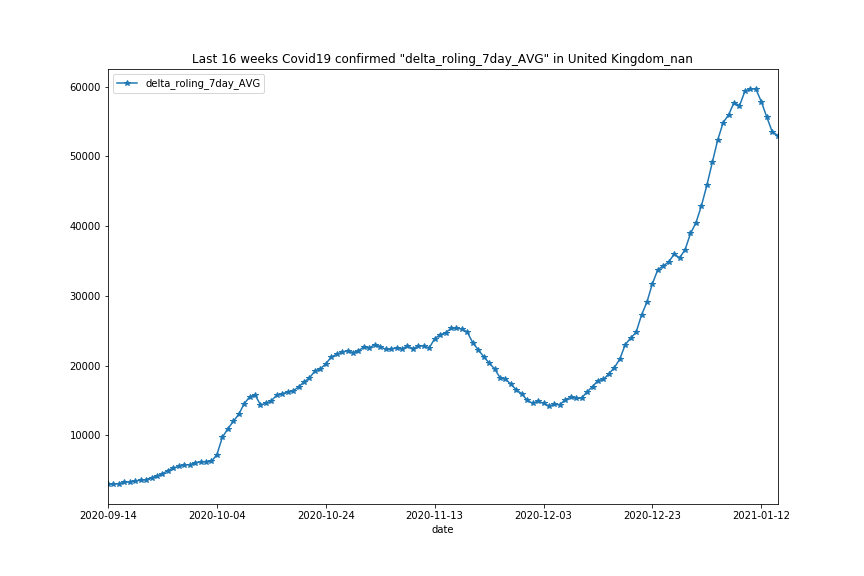 Last 16 weeks Covid19 confirmed "delta_roling_7day_AVG" in United Kingdom_nan
delta_roling_7day_AVG
60000
50000
40000
30000
20000
10000
2020-09-14 2020-10-04 2020-10-24 2020-11-13 2020-12-03 2020-12-23 2021-01-12
date